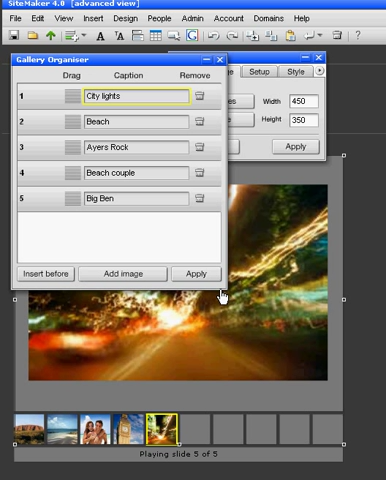 SiteMaker 4.0 [advanced view]
File Edit View Insert Design People Admin Account Domains Help
Gallery Organiser
Drag Caption Remove
Setup Style
1 City lights
Width 450
2 Beach
Height 350
3 Ayers Rock
Apply
4 Beach couple
5 Big Ben
Insert before Add image Apply
Playing slide 5 of 5